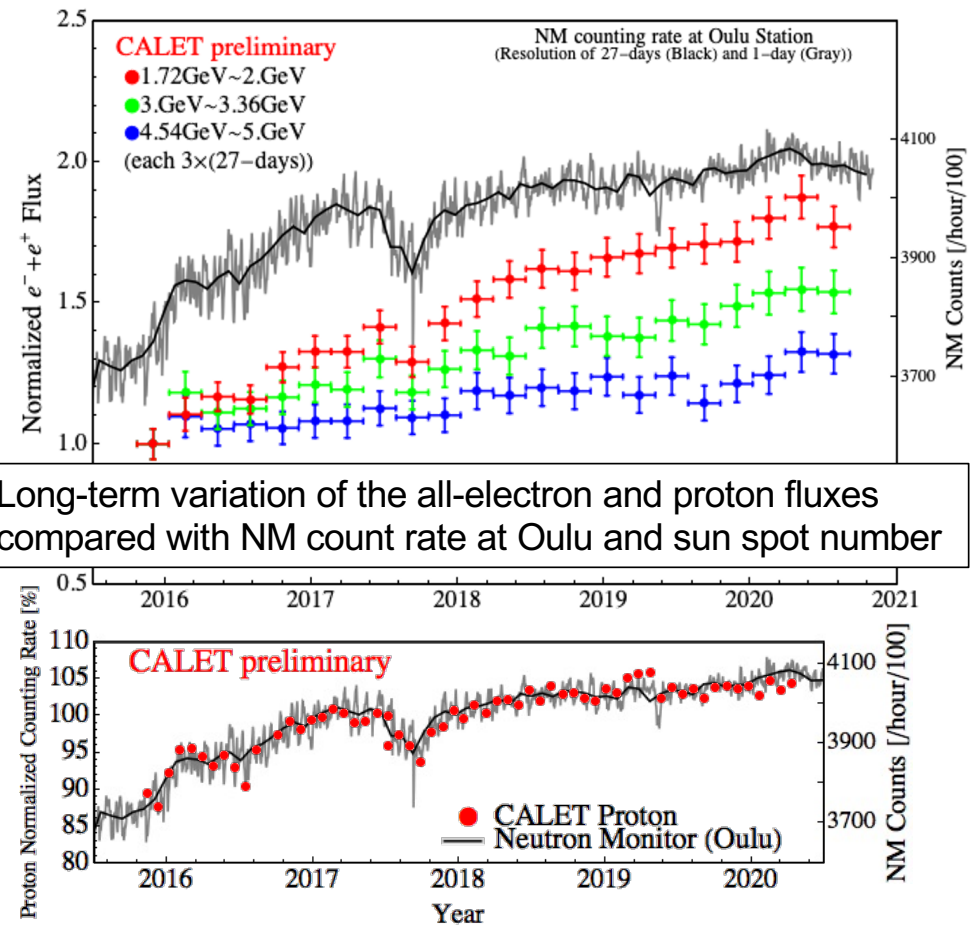 2.5
CALET preliminary
1.72GeV~2.GeV
3.GeV~3.36GeV
4.54GeV~5.GeV
(each 3×(27−days))
NM counting rate at Oulu Station
(Resolution of 27-days (Black) and 1-day (Gray))
2.0
1.5
1.0
Normalized e⁻ +e⁺ Flux
4100
3900
3700
NM Counts [/hour/100]
Long-term variation of the all-electron and proton fluxes
compared with NM count rate at Oulu and sun spot number
0.5
2016 2017 2018 2019 2020 2021
Proton Normalized Counting Rate [%]
110
105
100
95
90
85
80
CALET preliminary
CALET Proton
Neutron Monitor (Oulu)
4100
3900
3700
NM Counts [/hour/100]
2016 2017 2018 2019 2020
Year